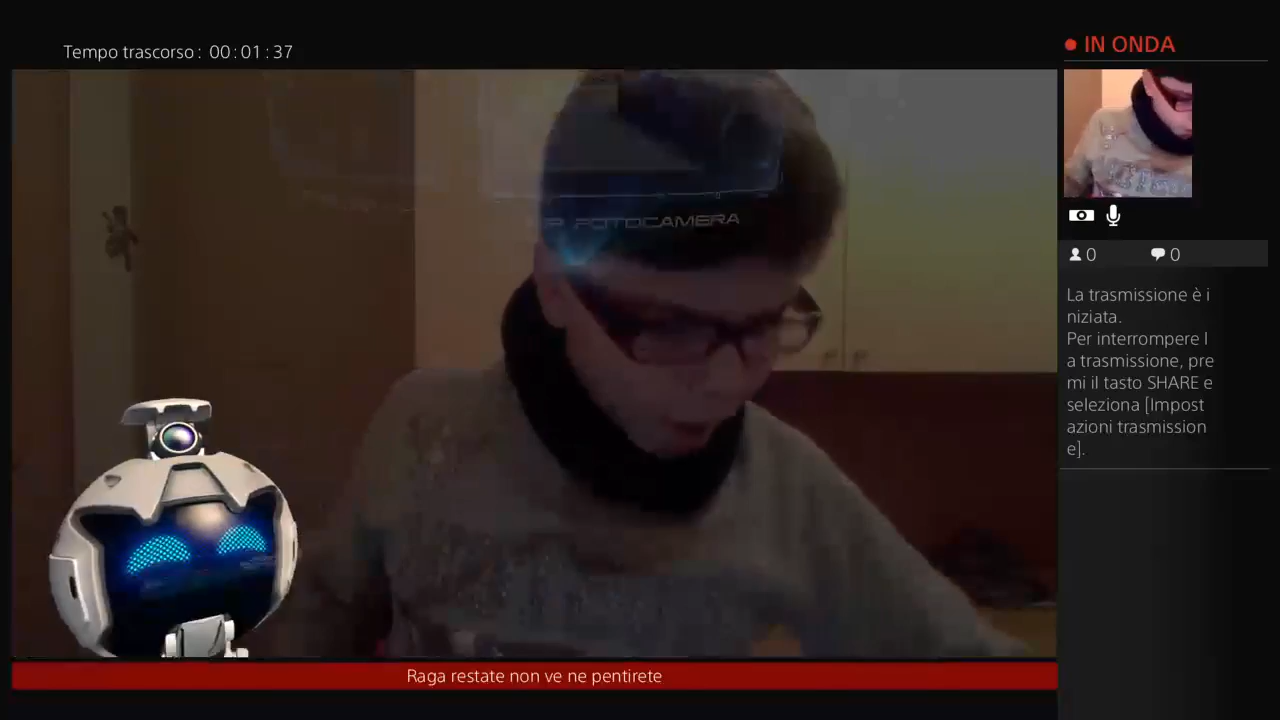 Tempo trascorso : 00:01:37
IN ONDA
FOTOCAMERA
0 0
La trasmissione è i
niziata.
Per interrompere l
a trasmissione, pre
mi il tasto SHARE e
seleziona [Impost
azioni trasmission
e].
Raga restate non ve ne pentirete